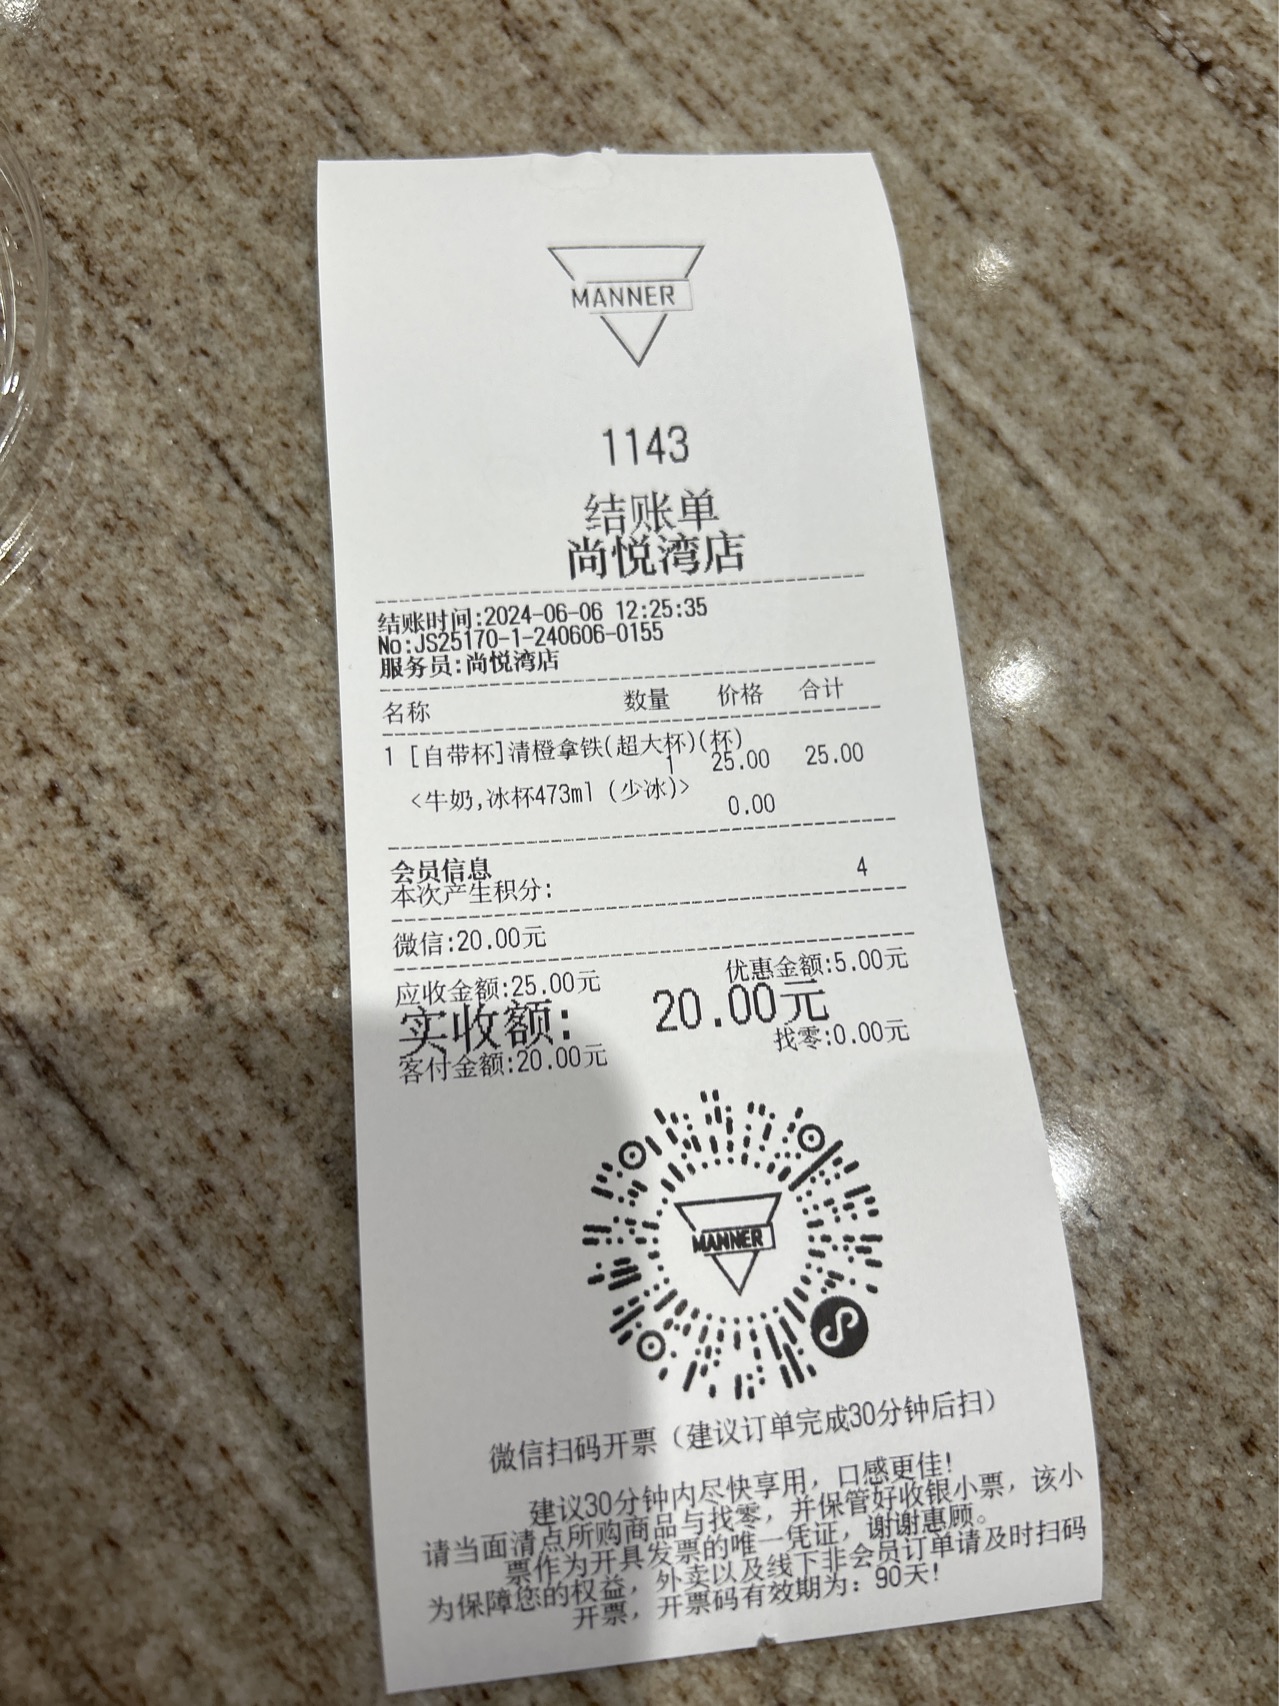 MANNER
1143
结账单
尚悦湾店
结账时间:2024-06-06 12:25:35
No:JS25170-1-240606-0155
服务员:尚悦湾店
名称 数量 价格 合计
1 [自带杯]清橙拿铁(超大杯)(杯)
1 25.00 25.00
<牛奶,冰杯473ml (少冰)>
0.00
会员信息
本次产生积分: 4
微信:20.00元
应收金额:25.00元 优惠金额:5.00元
实收额: 20.00元
客付金额:20.00元 找零:0.00元
MANNER
微信扫码开票（建议订单完成30分钟后扫）
建议30分钟内尽快享用，口感更佳!
请当面清点所购商品与找零，并保管好收银小票，该小
票作为开具发票的唯一凭证，谢谢惠顾。
为保障您的权益，外卖以及线下非会员订单请及时扫码
开票，开票码有效期为：90天!